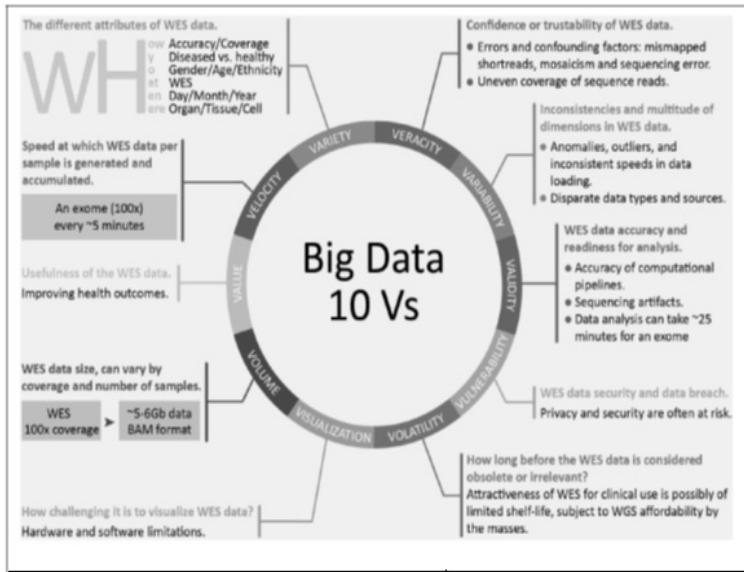 The different attributes of WES data.
WH
ow Accuracy/Coverage
y Diseased vs. healthy
o Gender/Age/Ethnicity
at WES
en Day/Month/Year
ere Organ/Tissue/Cell
Speed at which WES data per
sample is generated and
accumulated.
An exome (100x)
every ~5 minutes
Usefulness of the WES data.
Improving health outcomes.
WES data size, can vary by
coverage and number of samples.
WES
100x coverage
~5-6Gb data
BAM format
How challenging it is to visualize WES data?
Hardware and software limitations.
VARIETY
VERACITY
VARIABILITY
VALIDITY
VULNERABILITY
VOLATILITY
VISUALIZATION
VOLUME
VALUE
VELOCITY
Big Data
10 Vs
Confidence or trustability of WES data.
• Errors and confounding factors: mismapped
shortreads, mosaicism and sequencing error.
• Uneven coverage of sequence reads.
Inconsistencies and multitude of
dimensions in WES data.
• Anomalies, outliers, and
inconsistent speeds in data
loading.
• Disparate data types and sources.
WES data accuracy and
readiness for analysis.
• Accuracy of computational
pipelines.
• Sequencing artifacts.
• Data analysis can take ~25
minutes for an exome
WES data security and data breach.
Privacy and security are often at risk.
How long before the WES data is considered
obsolete or irrelevant?
Attractiveness of WES for clinical use is possibly of
limited shelf-life, subject to WGS affordability by
the masses.